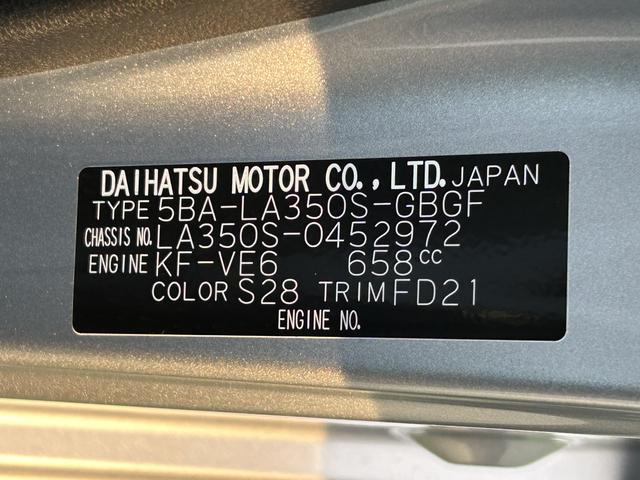 DAIHATSU MOTOR CO., LTD. JAPAN
TYPE 5BA-LA350S-GBGF
CHASSIS NO. LA350S-0452972
ENGINE KF-VE6 658cc
COLOR S28 TRIM FD21
ENGINE NO.